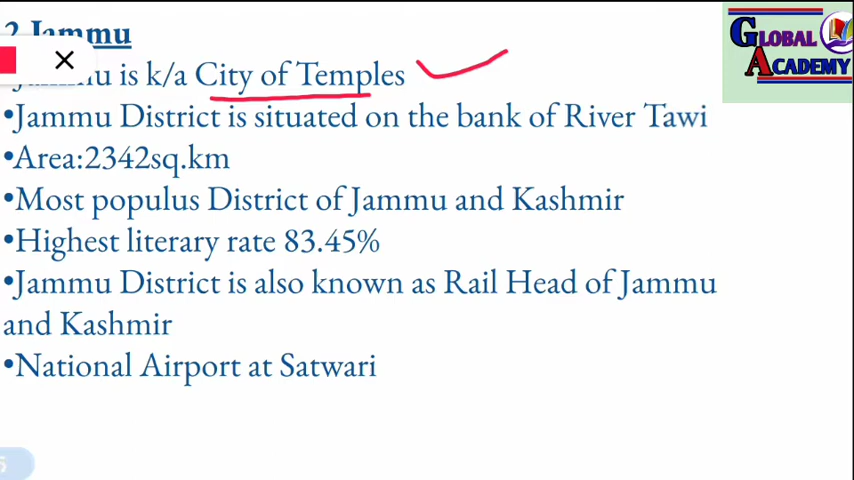 2 Jammu
Jammu is k/a City of Temples
•Jammu District is situated on the bank of River Tawi
•Area:2342sq.km
•Most populus District of Jammu and Kashmir
•Highest literary rate 83.45%
•Jammu District is also known as Rail Head of Jammu
and Kashmir
•National Airport at Satwari
GLOBAL
ACADEMY